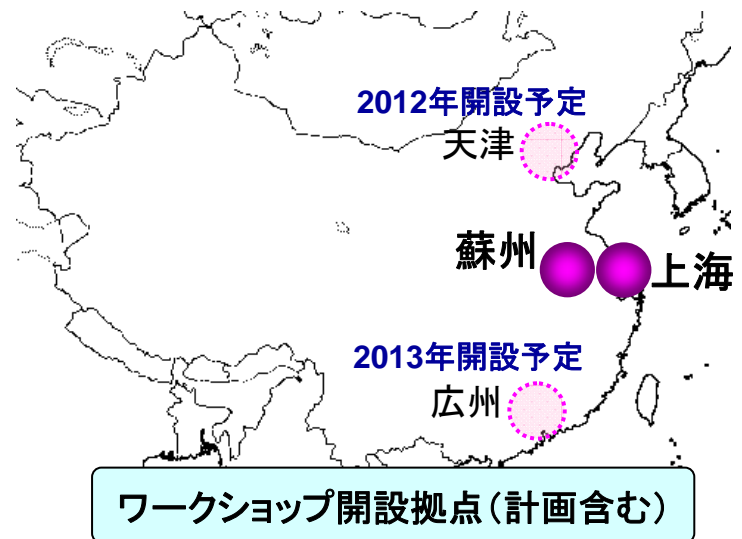 2012年開設予定
天津
蘇州
上海
2013年開設予定
広州
ワークショップ開設拠点(計画含む)